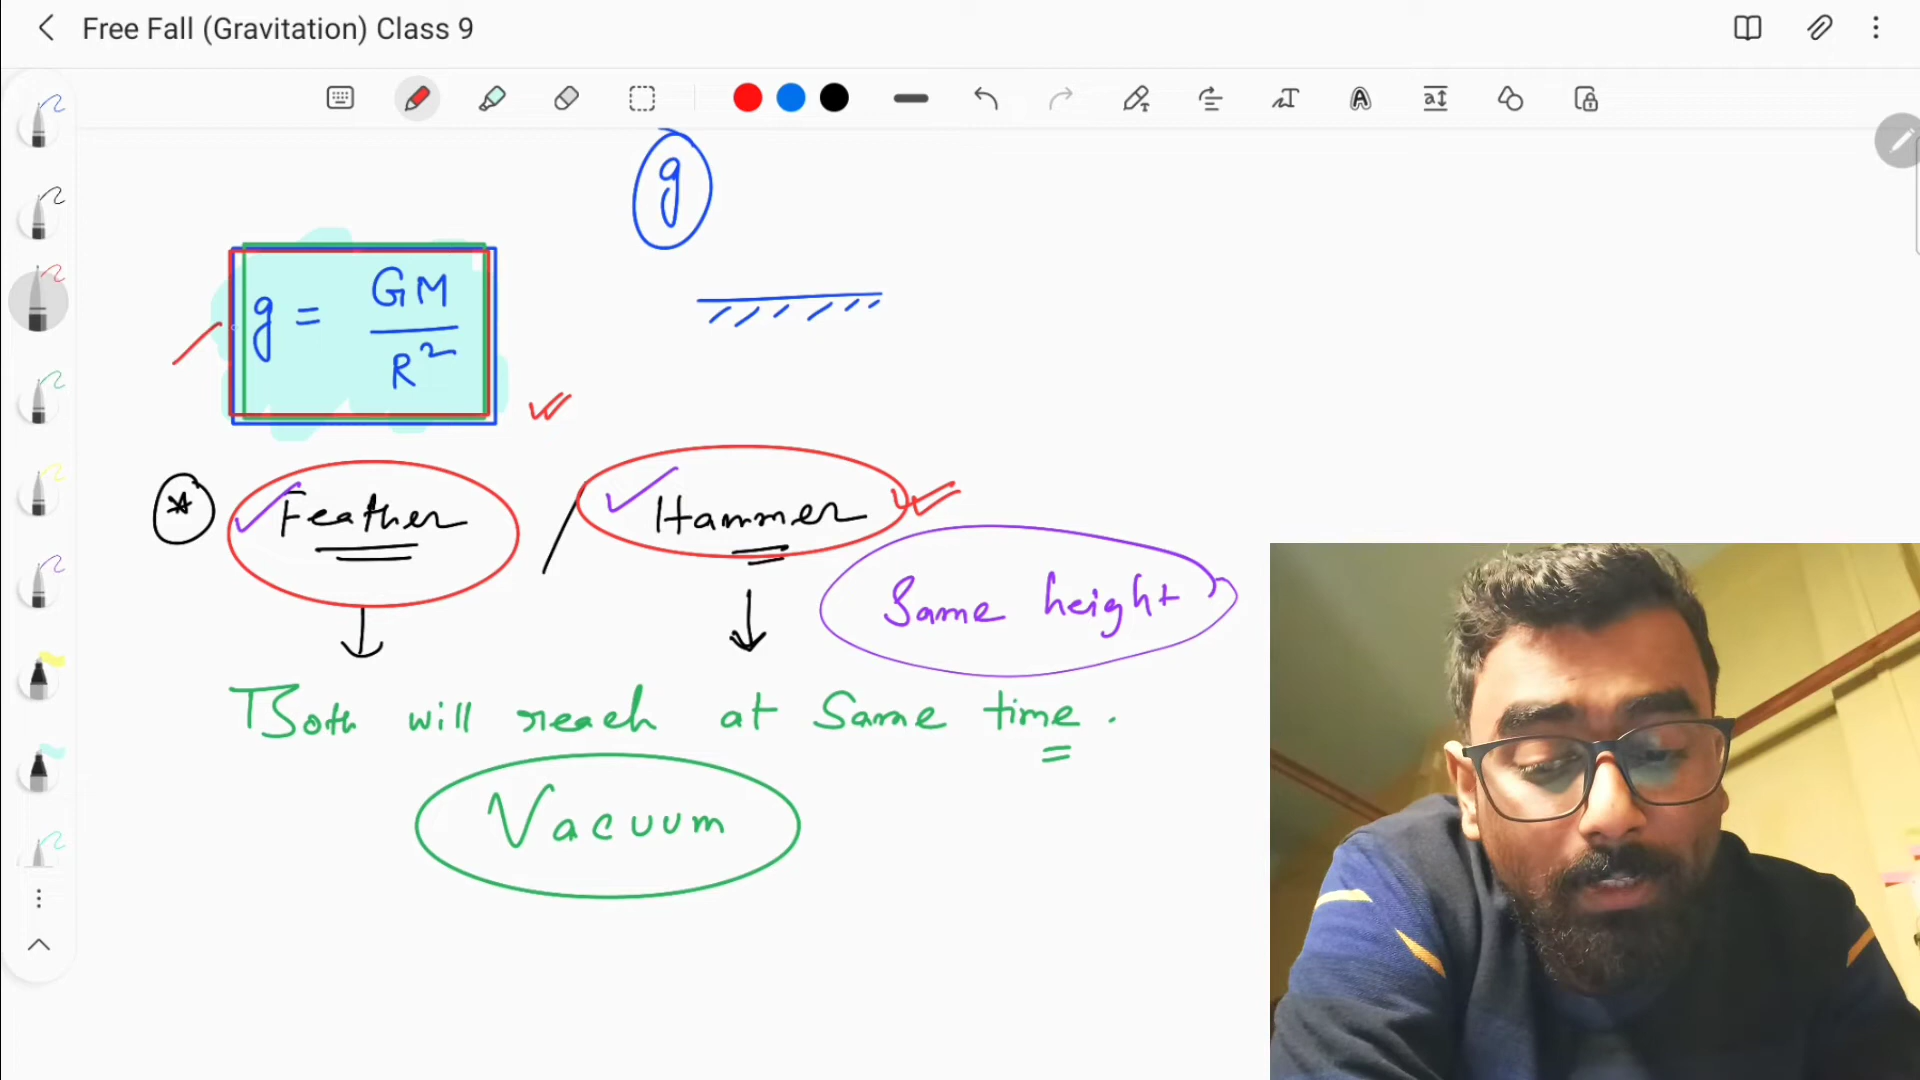 Free Fall (Gravitation) Class 9
g
g = GM / R²
* Feather / Hammer
Same height
Both will reach at Same time.
Vacuum